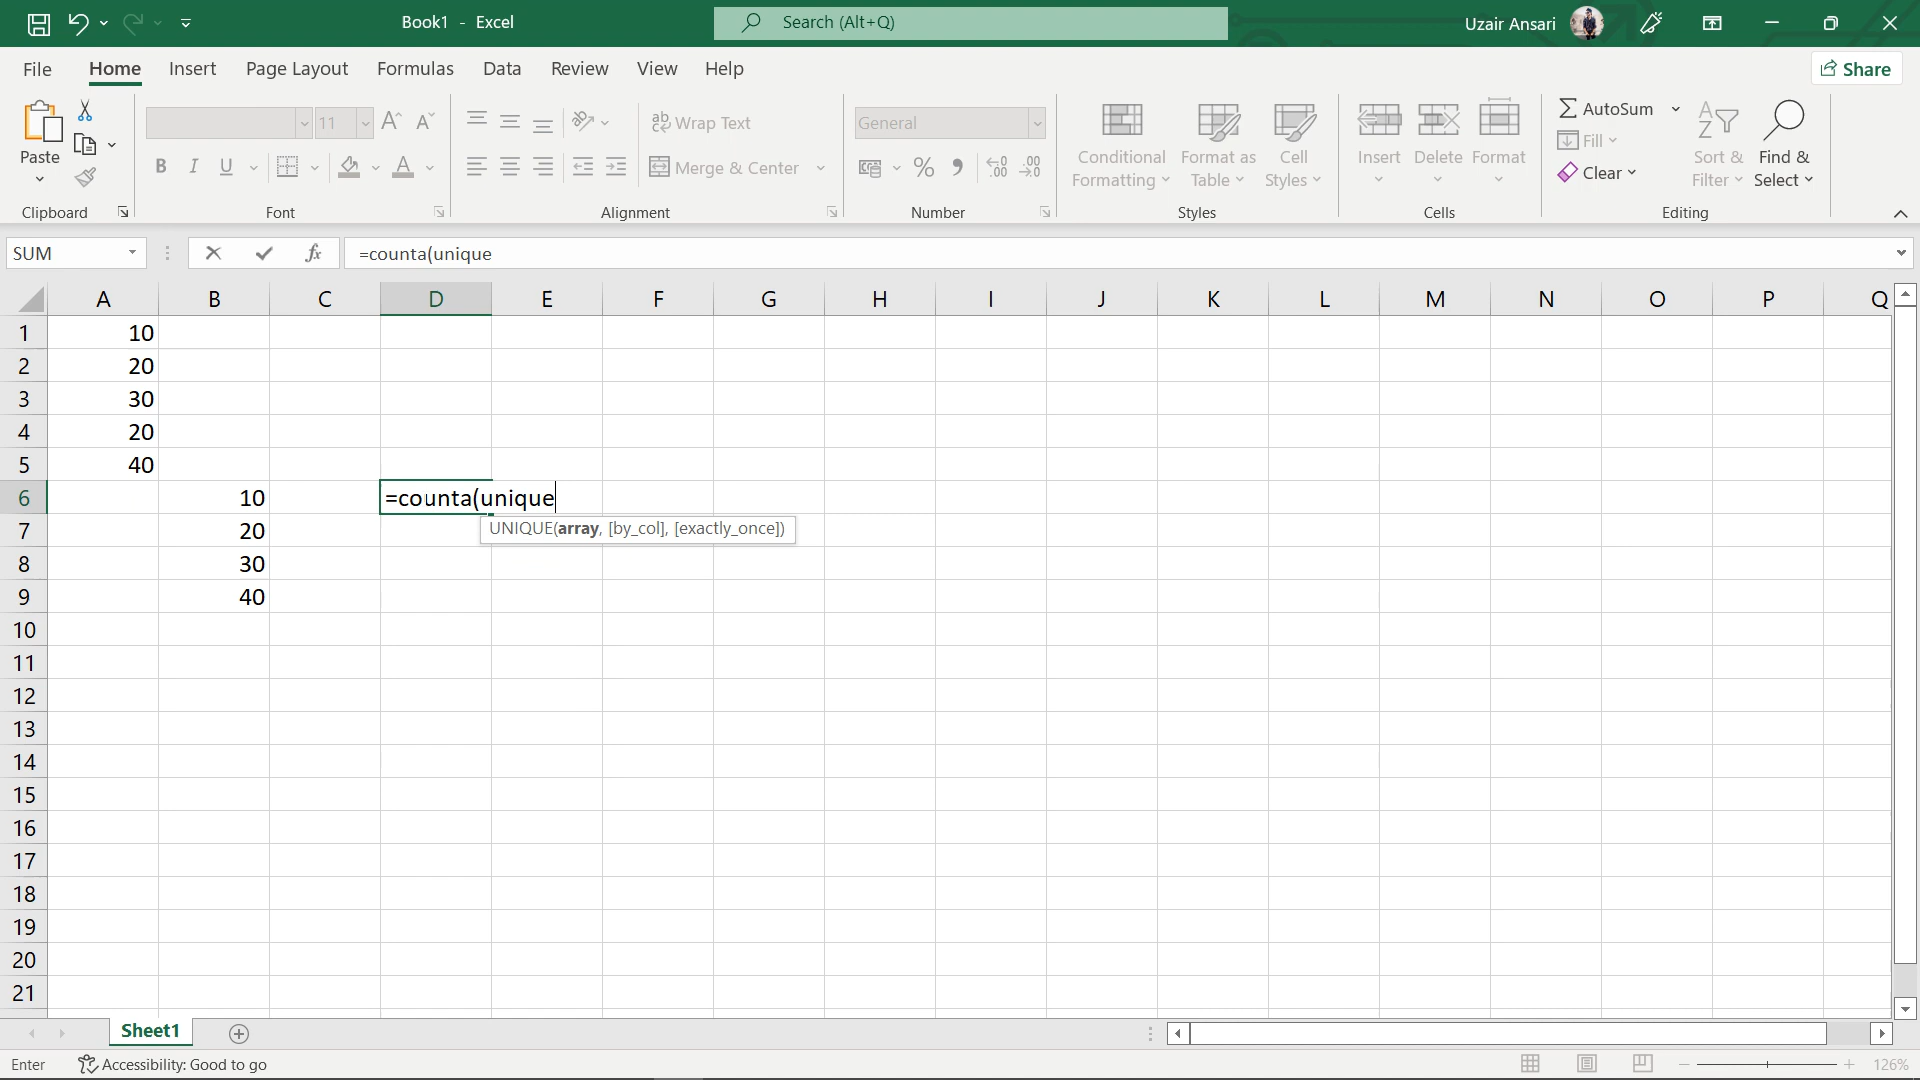 Book1 - Excel
Search (Alt+Q)
Uzair Ansari
File Home Insert Page Layout Formulas Data Review View Help
Share
Paste
Clipboard
11
B I U
A
Font
Wrap Text
Merge & Center
Alignment
General
Number
Conditional Formatting
Format as Table
Cell Styles
Styles
Insert
Delete
Format
Cells
AutoSum
Fill
Clear
Sort & Filter
Find & Select
Editing
SUM
fx
=counta(unique
A B C D E F G H I J K L M N O P Q
1 10
2 20
3 30
4 20
5 40
6 10 =counta(unique
UNIQUE(array, [by_col], [exactly_once])
7 20
8 30
9 40
10
11
12
13
14
15
16
17
18
19
20
21
Sheet1
Enter
Accessibility: Good to go
126%